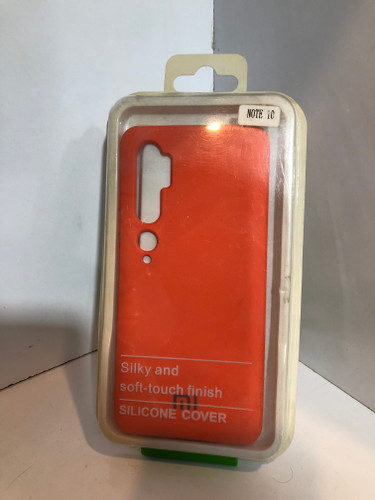 NOTE 10
Silky and
soft-touch finish
MI
SILICONE COVER